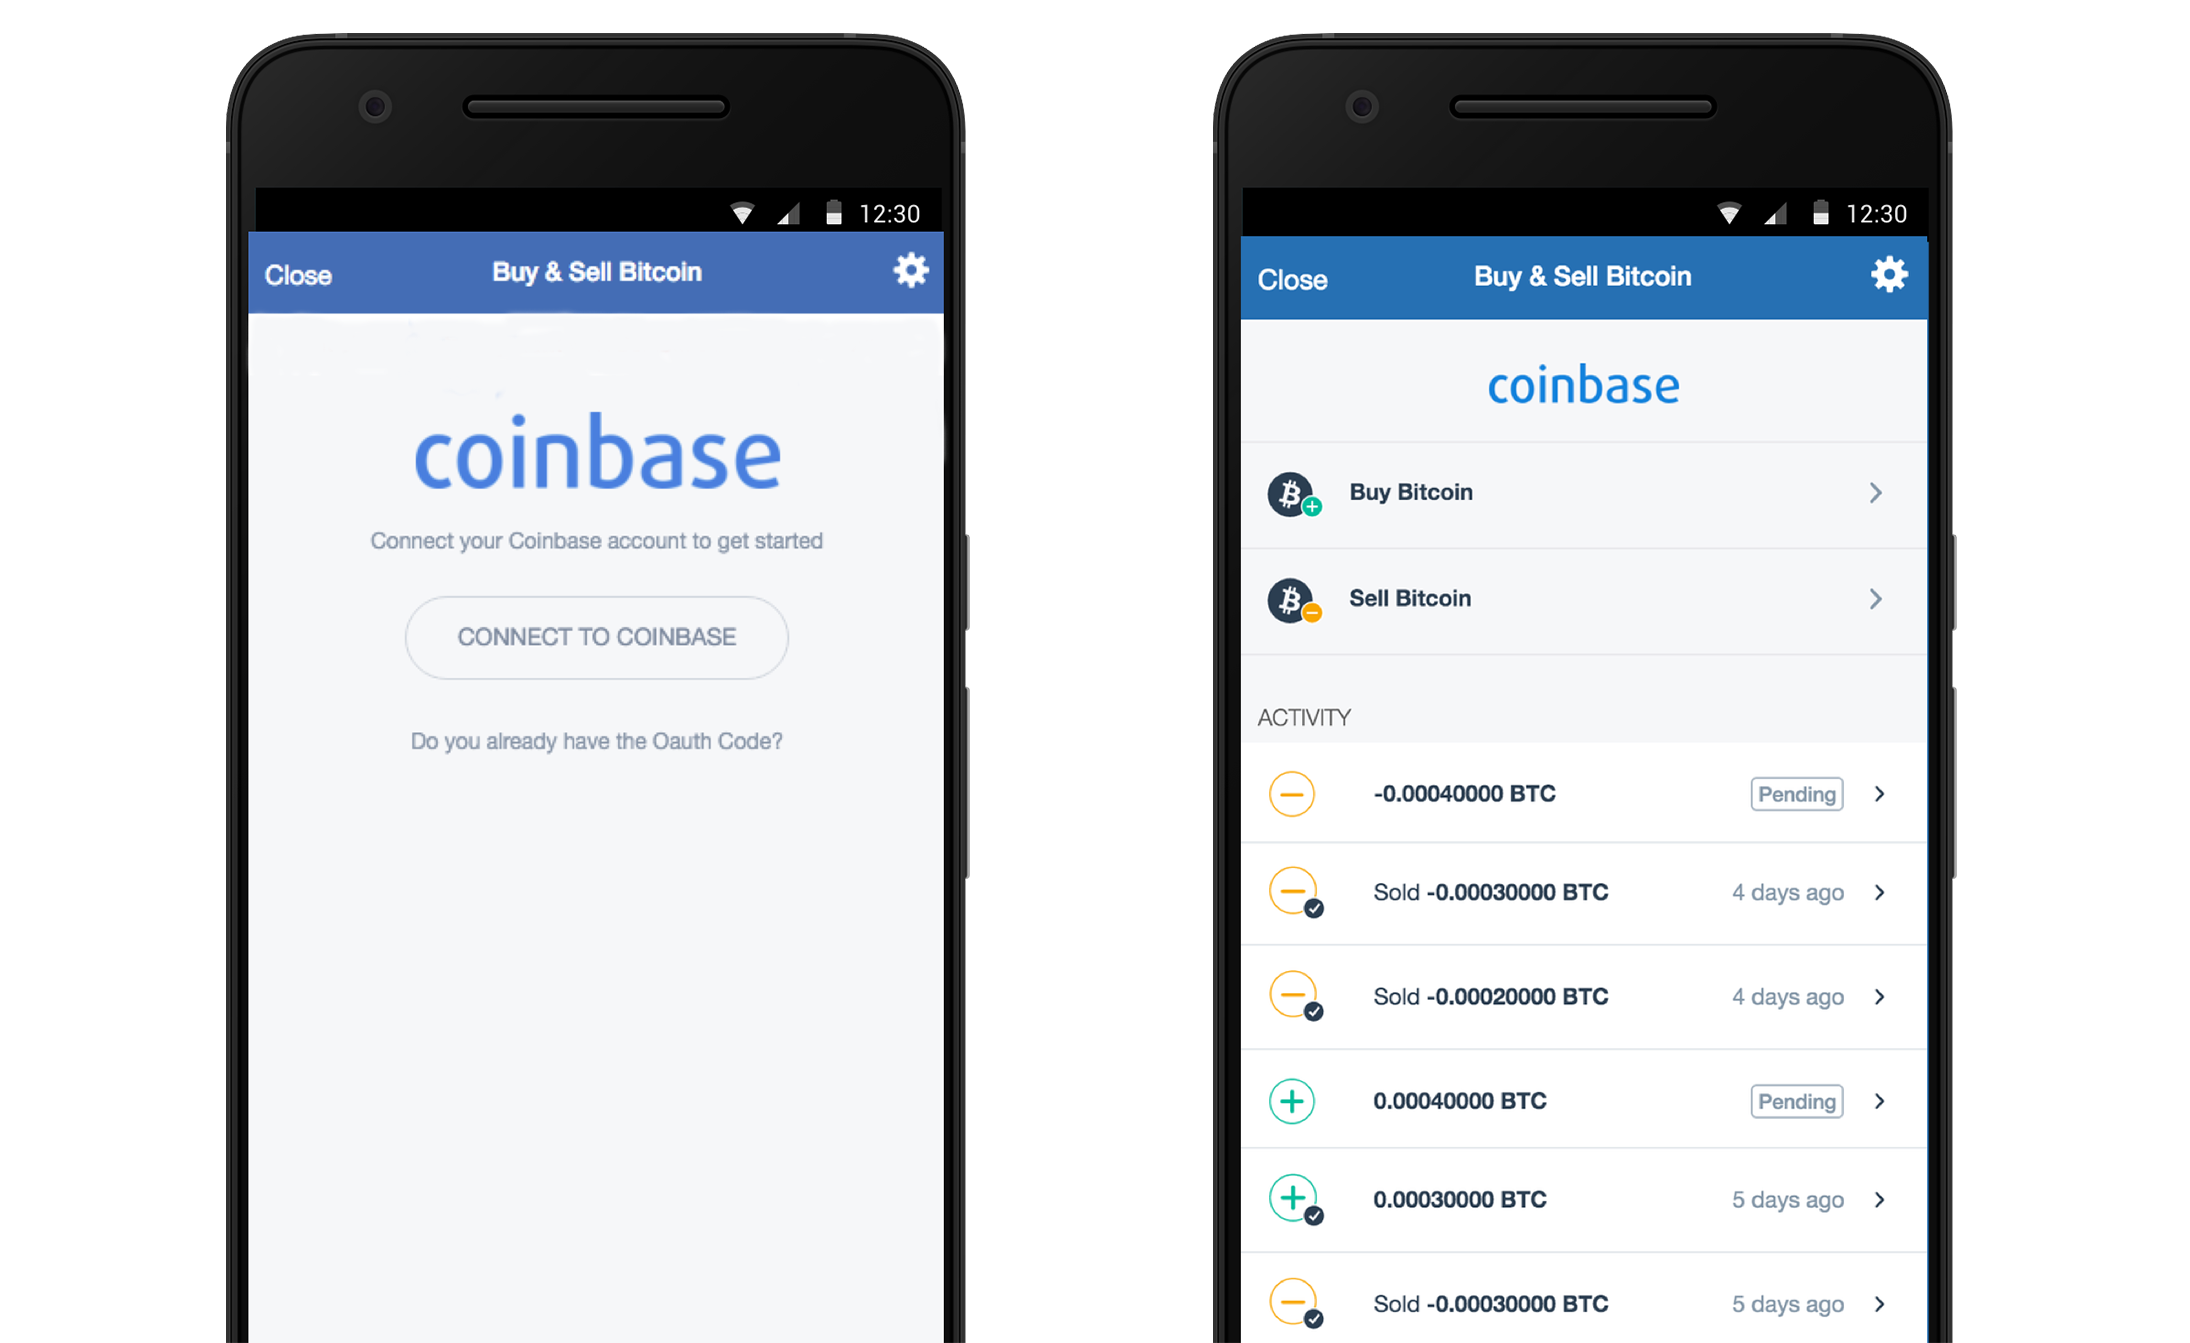 12:30
Close
Buy & Sell Bitcoin
coinbase
Connect your Coinbase account to get started
CONNECT TO COINBASE
Do you already have the Oauth Code?
12:30
Close
Buy & Sell Bitcoin
coinbase
Buy Bitcoin
Sell Bitcoin
ACTIVITY
-0.00040000 BTC Pending
Sold -0.00030000 BTC 4 days ago
Sold -0.00020000 BTC 4 days ago
0.00040000 BTC Pending
0.00030000 BTC 5 days ago
Sold -0.00030000 BTC 5 days ago